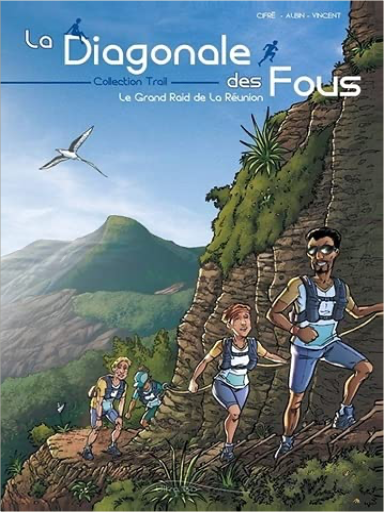 CIFRÉ - ALBIN - VINCENT
La Diagonale
Collection Trail
des Fous
Le Grand Raid de La Réunion